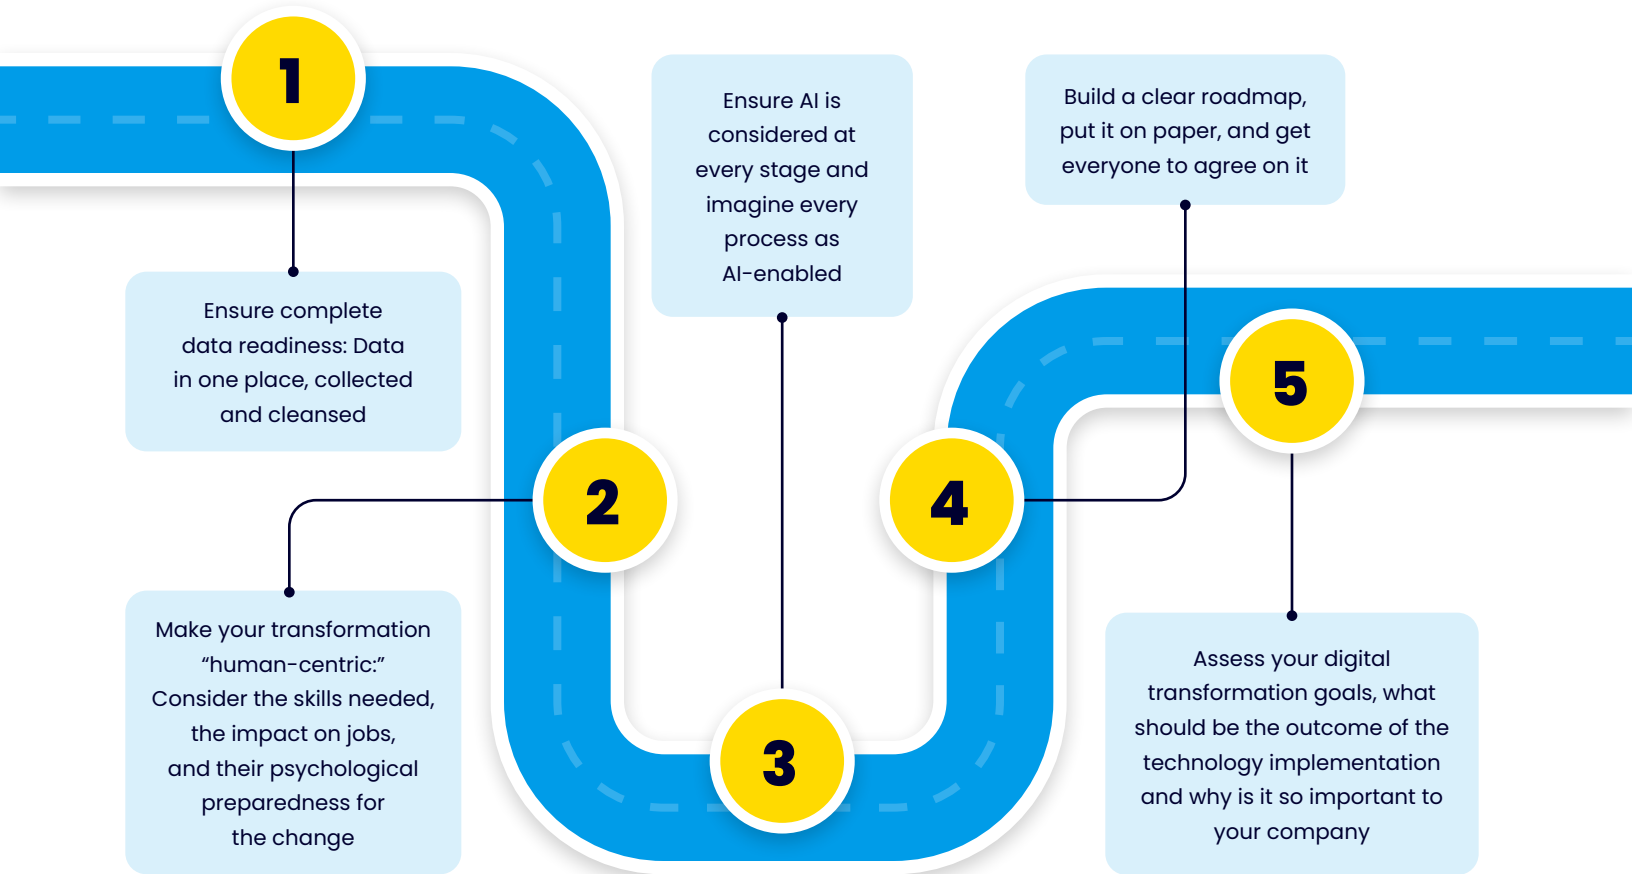 1
Ensure complete
data readiness: Data
in one place, collected
and cleansed
2
Make your transformation
“human-centric:”
Consider the skills needed,
the impact on jobs,
and their psychological
preparedness for
the change
3
Ensure AI is
considered at
every stage and
imagine every
process as
AI-enabled
4
Build a clear roadmap,
put it on paper, and get
everyone to agree on it
5
Assess your digital
transformation goals, what
should be the outcome of the
technology implementation
and why is it so important to
your company